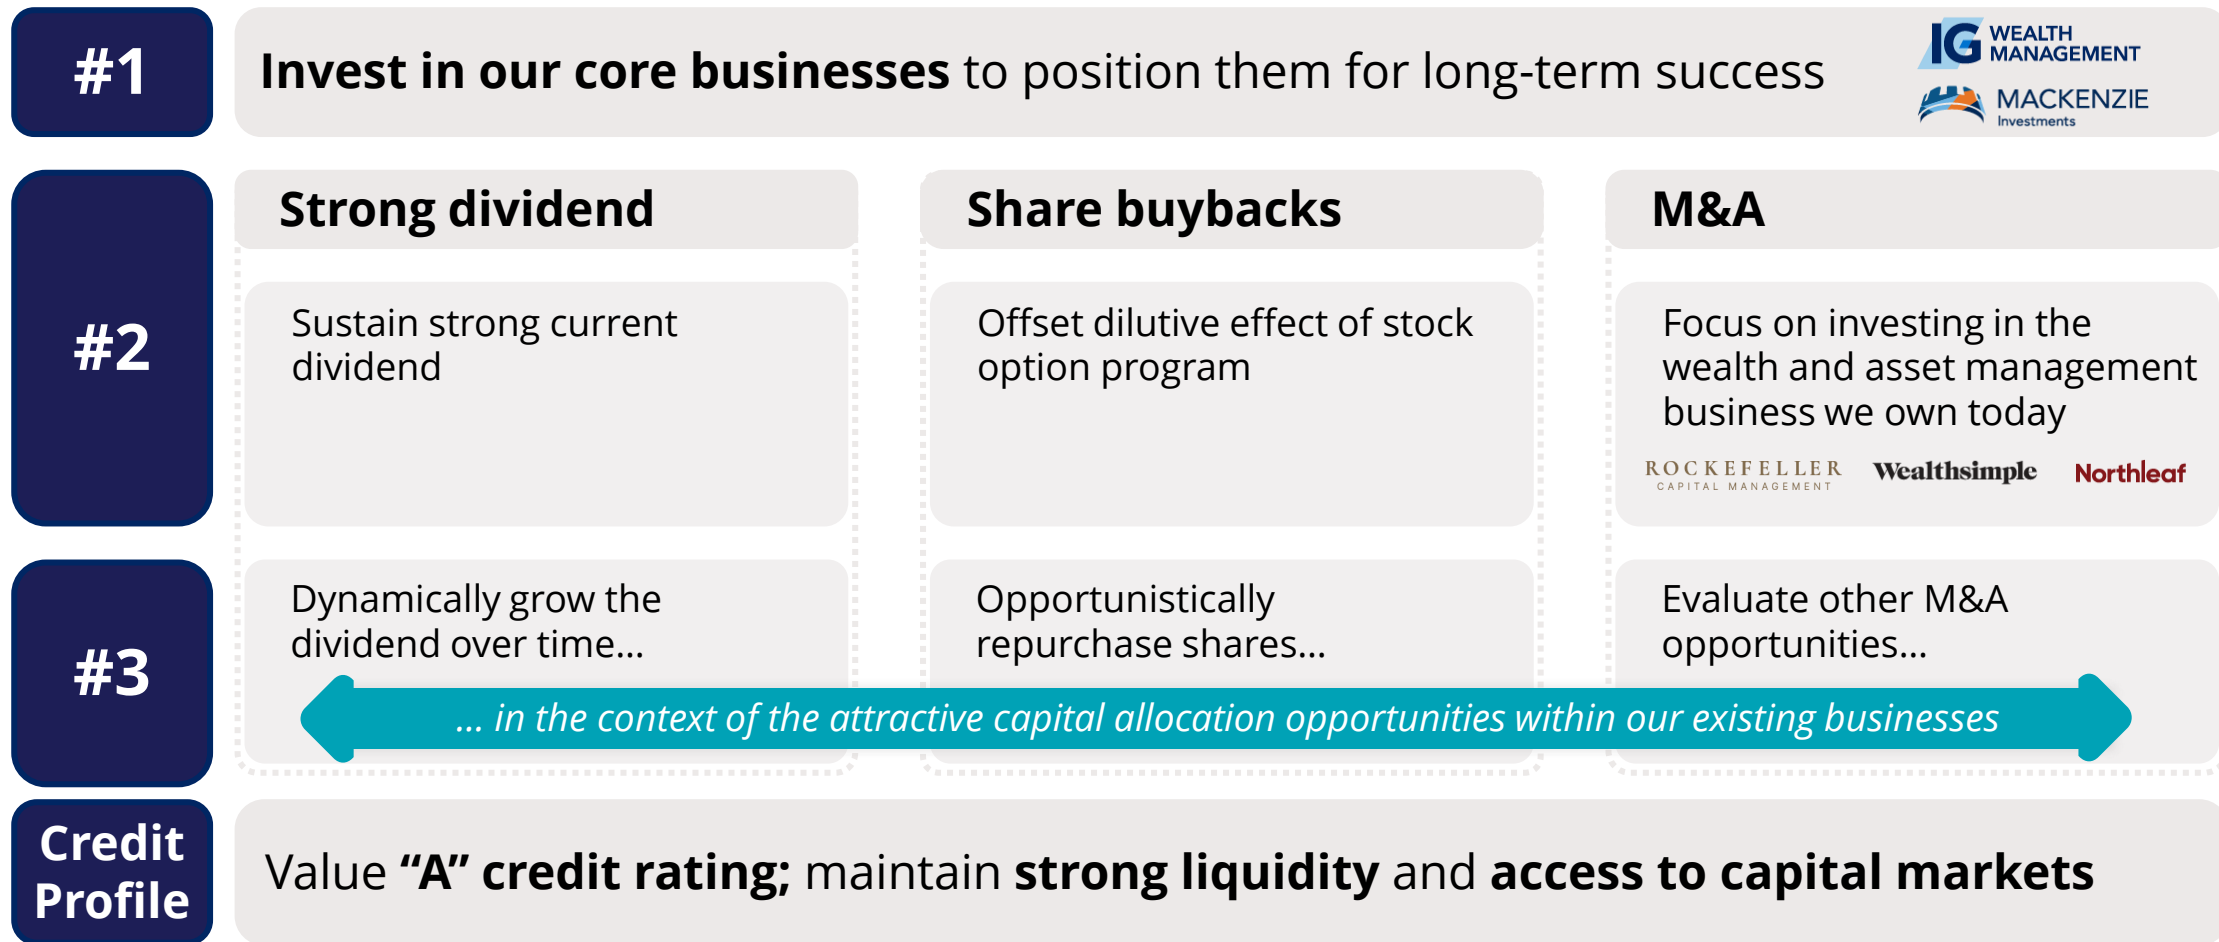 #1
Invest in our core businesses to position them for long-term success
IG WEALTH
MANAGEMENT
MACKENZIE
Investments
#2
Strong dividend
Sustain strong current
dividend
Share buybacks
Offset dilutive effect of stock
option program
M&A
Focus on investing in the
wealth and asset management
business we own today
ROCKEFELLER
CAPITAL MANAGEMENT
Wealthsimple
Northleaf
#3
Dynamically grow the
dividend over time...
Opportunistically
repurchase shares...
Evaluate other M&A
opportunities...
... in the context of the attractive capital allocation opportunities within our existing businesses
Credit
Profile
Value “A” credit rating; maintain strong liquidity and access to capital markets